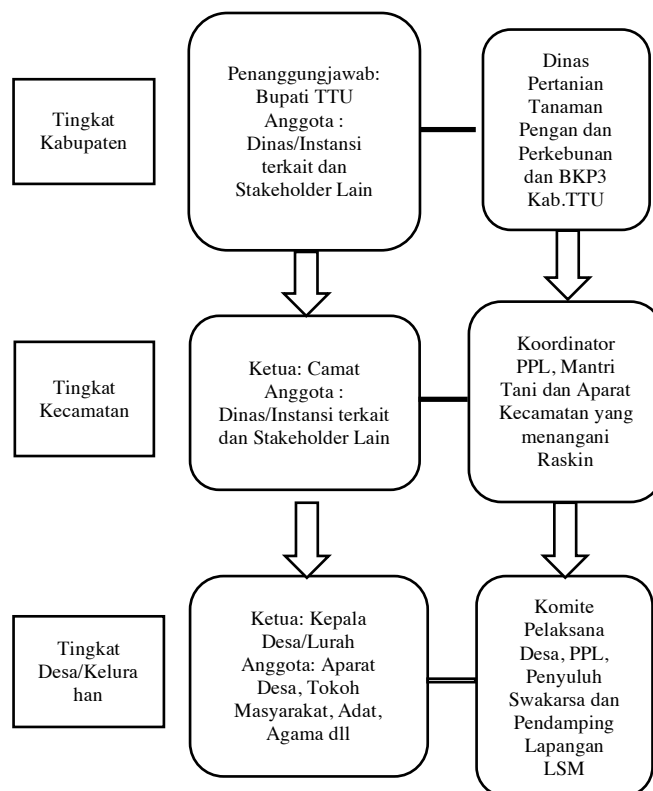 Tingkat
Kabupaten
Penanggungjawab:
Bupati TTU
Anggota :
Dinas/Instansi
terkait dan
Stakeholder Lain
Dinas
Pertanian
Tanaman
Pengan dan
Perkebunan
dan BKP3
Kab.TTU
Tingkat
Kecamatan
Ketua: Camat
Anggota :
Dinas/Instansi terkait
dan Stakeholder Lain
Koordinator
PPL, Mantri
Tani dan Aparat
Kecamatan yang
menangani
Raskin
Tingkat
Desa/Kelura
han
Ketua: Kepala
Desa/Lurah
Anggota: Aparat
Desa, Tokoh
Masyarakat, Adat,
Agama dll
Komite
Pelaksana
Desa, PPL,
Penyuluh
Swakarsa dan
Pendamping
Lapangan
LSM